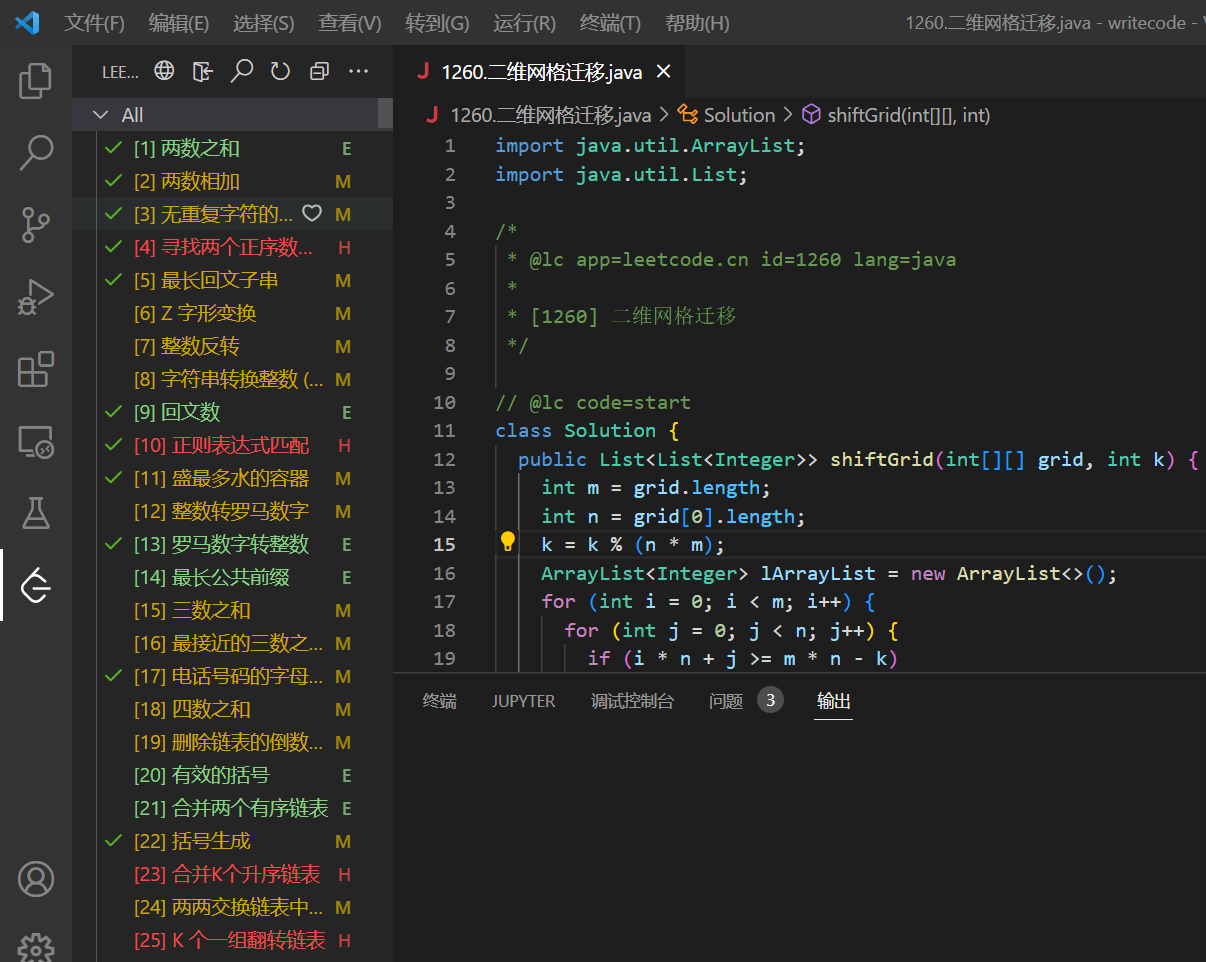 文件(F) 编辑(E) 选择(S) 查看(V) 转到(G) 运行(R) 终端(T) 帮助(H) 1260.二维网格迁移.java - writecode -
LEE...
All
[1] 两数之和 E
[2] 两数相加 M
[3] 无重复字符的... M
[4] 寻找两个正序数... H
[5] 最长回文子串 M
[6] Z 字形变换 M
[7] 整数反转 M
[8] 字符串转换整数 (... M
[9] 回文数 E
[10] 正则表达式匹配 H
[11] 盛最多水的容器 M
[12] 整数转罗马数字 M
[13] 罗马数字转整数 E
[14] 最长公共前缀 E
[15] 三数之和 M
[16] 最接近的三数之... M
[17] 电话号码的字母... M
[18] 四数之和 M
[19] 删除链表的倒数... M
[20] 有效的括号 E
[21] 合并两个有序链表 E
[22] 括号生成 M
[23] 合并K个升序链表 H
[24] 两两交换链表中... M
[25] K 个一组翻转链表 H
J 1260.二维网格迁移.java
J 1260.二维网格迁移.java > Solution > shiftGrid(int[][], int)
1 import java.util.ArrayList;
2 import java.util.List;
3
4 /*
5 * @lc app=leetcode.cn id=1260 lang=java
6 *
7 * [1260] 二维网格迁移
8 */
9
10 // @lc code=start
11 class Solution {
12 public List<List<Integer>> shiftGrid(int[][] grid, int k) {
13 int m = grid.length;
14 int n = grid[0].length;
15 k = k % (n * m);
16 ArrayList<Integer> lArrayList = new ArrayList<>();
17 for (int i = 0; i < m; i++) {
18 for (int j = 0; j < n; j++) {
19 if (i * n + j >= m * n - k)
终端 JUPYTER 调试控制台 问题 3 输出